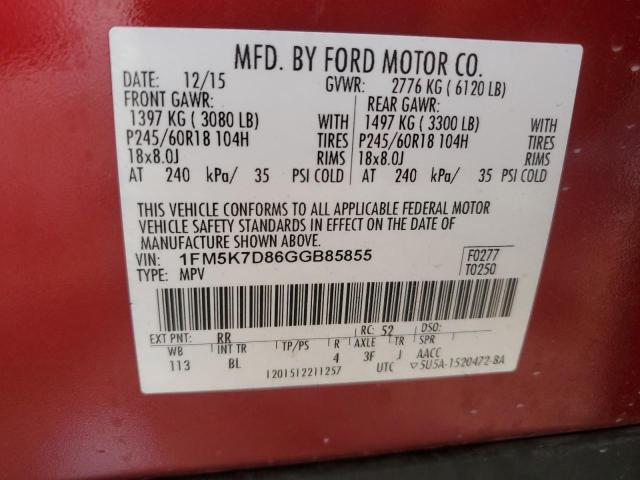 MFD. BY FORD MOTOR CO.
DATE: 12/15 GVWR: 2776 KG ( 6120 LB)
FRONT GAWR: REAR GAWR:
1397 KG ( 3080 LB) WITH 1497 KG ( 3300 LB) WITH
P245/60R18 104H TIRES P245/60R18 104H TIRES
18x8.0J RIMS 18x8.0J RIMS
AT 240 kPa/ 35 PSI COLD AT 240 kPa/ 35 PSI COLD
THIS VEHICLE CONFORMS TO ALL APPLICABLE FEDERAL MOTOR
VEHICLE SAFETY STANDARDS IN EFFECT ON THE DATE OF
MANUFACTURE SHOWN ABOVE.
VIN: 1FM5K7D86GGB85855 F0277
TYPE: MPV T0250
EXT PNT: RR RC: 52 DSO:
WB INT TR TP/PS R AXLE TR SPR
113 BL 4 3F J AACC
1201512211257 UTC ▽5U5A-1520472-BA